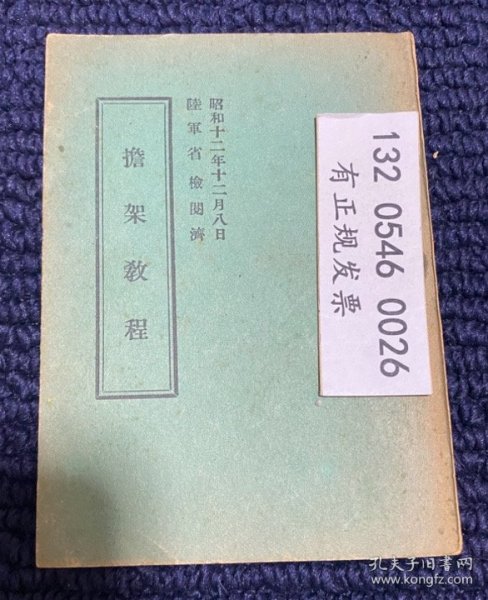 昭和十二年十二月八日
陸軍省檢閱濟
擔架教程
132 0546 0026
有正规发票
孔夫子旧书网
www.kongfz.com